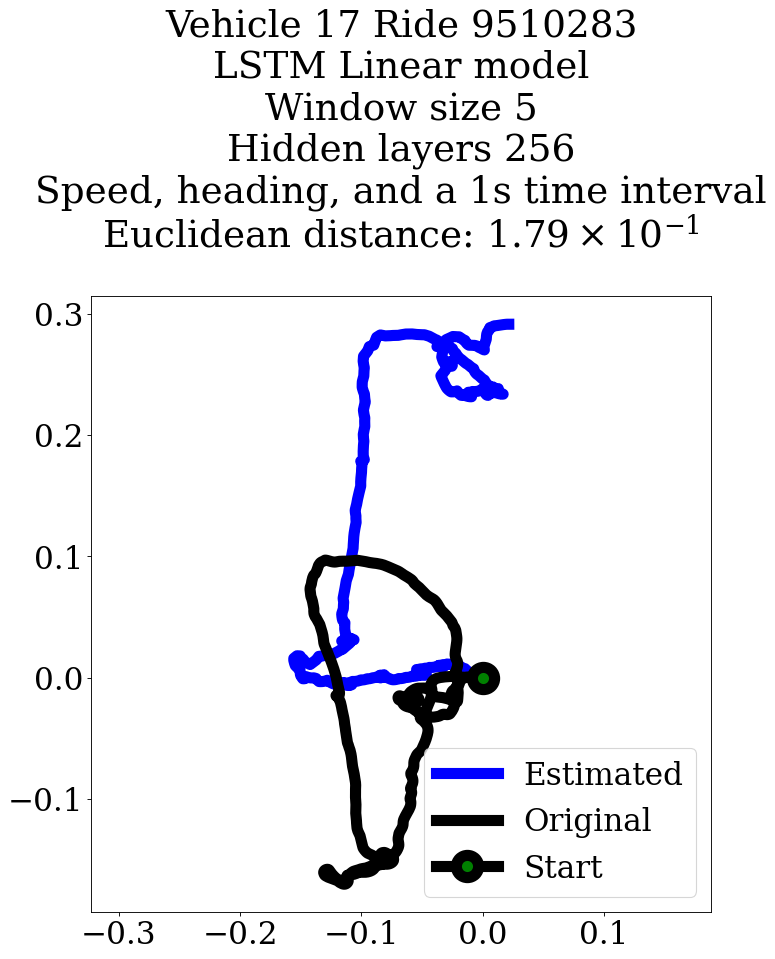 Vehicle 17 Ride 9510283
LSTM Linear model
Window size 5
Hidden layers 256
Speed, heading, and a 1s time interval
Euclidean distance: 1.79 × 10⁻¹
0.3
0.2
0.1
0.0
−0.1
Estimated
Original
Start
−0.3 −0.2 −0.1 0.0 0.1